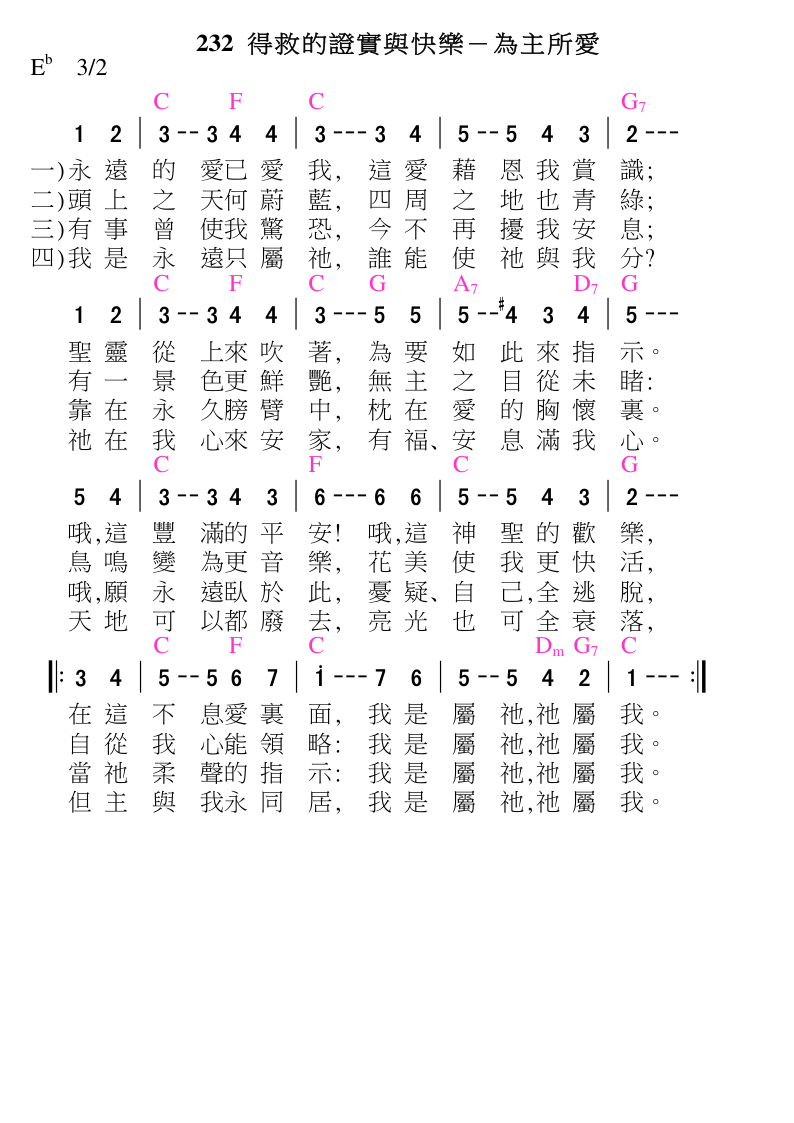 232 得救的證實與快樂－為主所愛
E♭ 3/2
C F C G7
1 2 | 3 -- 3 4 4 | 3 --- 3 4 | 5 -- 5 4 3 | 2 ---
一)永遠的愛已愛我, 這愛藉恩我賞識;
二)頭上之天何蔚藍, 四周之地也青綠;
三)有事曾使我驚恐, 今不再擾我安息;
四)我是永遠只屬祂, 誰能使祂與我分?
C F C G A7 D7 G
1 2 | 3 -- 3 4 4 | 3 --- 5 5 | 5 -- #4 3 4 | 5 ---
聖靈從上來吹著, 為要如此來指示。
有一景色更鮮艷, 無主之目從未睹:
靠在永久膀臂中, 枕在愛的胸懷裏。
祂在我心來安家, 有福、安息滿我心。
C F C G
5 4 | 3 -- 3 4 3 | 6 --- 6 6 | 5 -- 5 4 3 | 2 ---
哦,這豐滿的平安! 哦,這神聖的歡樂,
鳥鳴變為更音樂, 花美使我更快活,
哦,願永遠臥於此, 憂疑、自己,全逃脫,
天地可以都廢去, 亮光也可全衰落,
C F C Dm G7 C
‖: 3 4 | 5 -- 5 6 7 | i --- 7 6 | 5 -- 5 4 2 | 1 --- :‖
在這不息愛裏面, 我是屬祂,祂屬我。
自從我心能領略: 我是屬祂,祂屬我。
當祂柔聲的指示: 我是屬祂,祂屬我。
但主與我永同居, 我是屬祂,祂屬我。